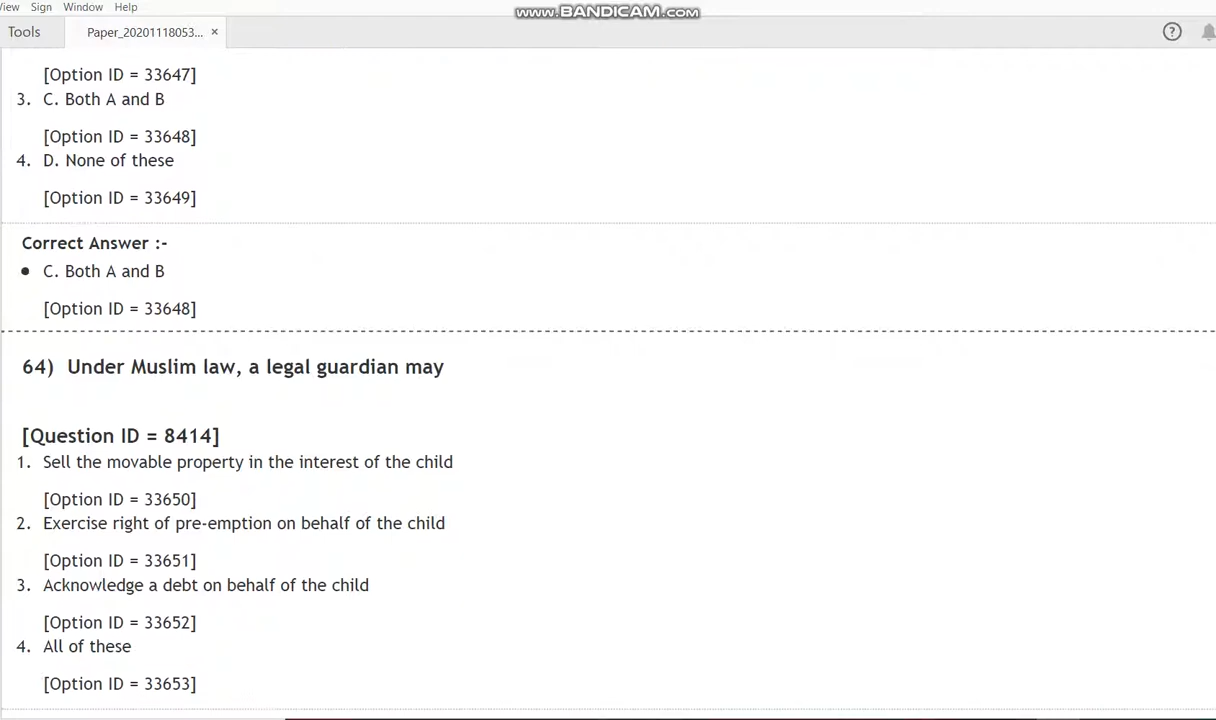 View Sign Window Help
www.BANDICAM.com
Tools
Paper_20201118053... ×
?
[Option ID = 33647]
3. C. Both A and B
[Option ID = 33648]
4. D. None of these
[Option ID = 33649]
Correct Answer :-
• C. Both A and B
[Option ID = 33648]
64) Under Muslim law, a legal guardian may
[Question ID = 8414]
1. Sell the movable property in the interest of the child
[Option ID = 33650]
2. Exercise right of pre-emption on behalf of the child
[Option ID = 33651]
3. Acknowledge a debt on behalf of the child
[Option ID = 33652]
4. All of these
[Option ID = 33653]